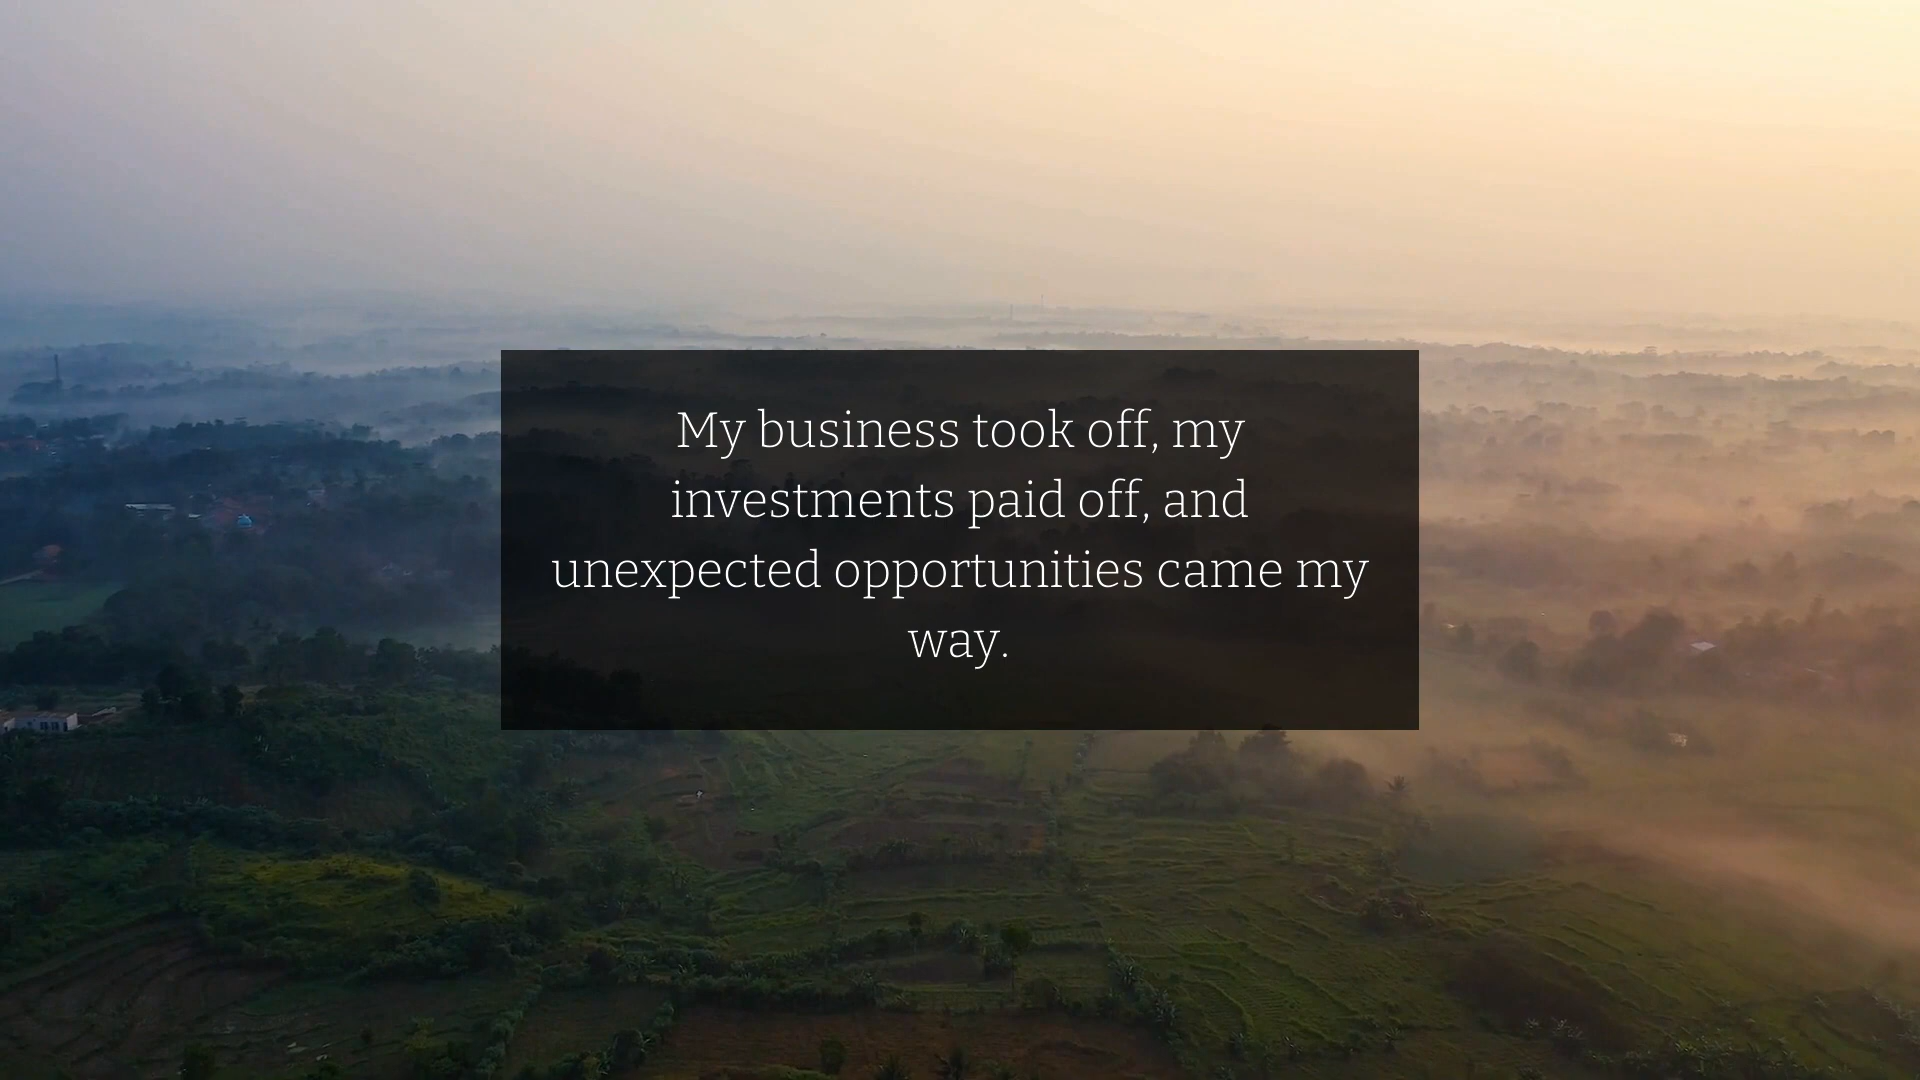 My business took off, my
investments paid off, and
unexpected opportunities came my
way.